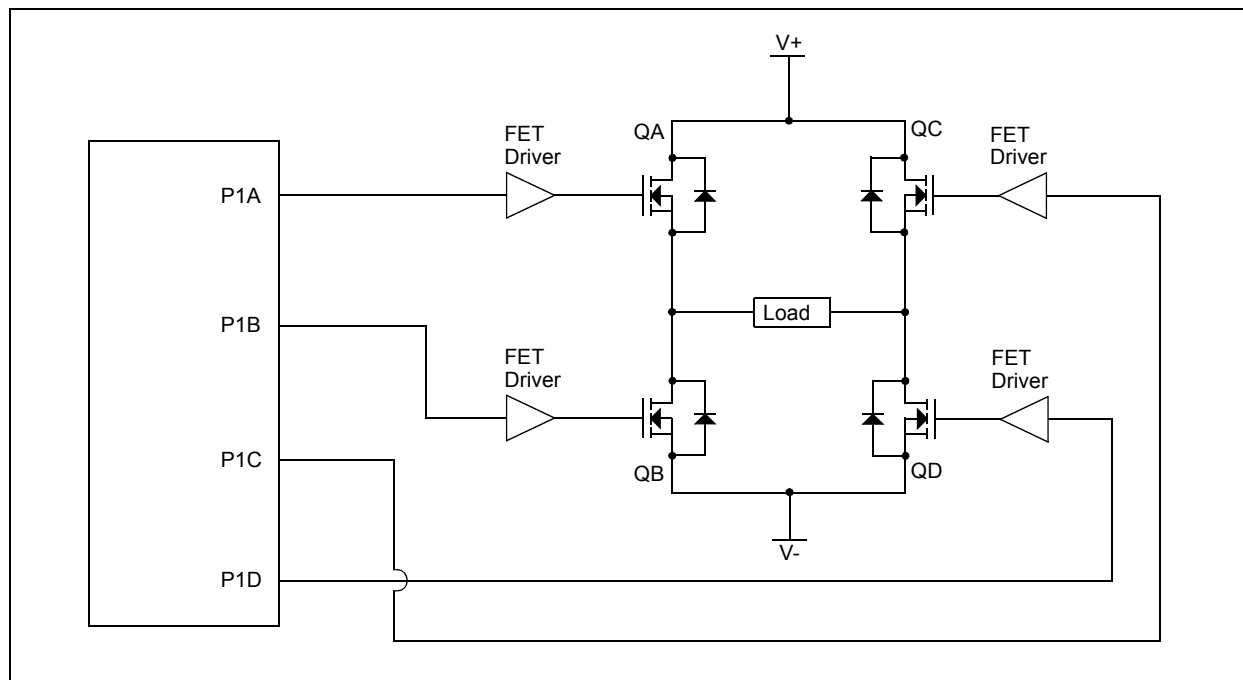 V+
QA
QC
FET
Driver
FET
Driver
P1A
Load
P1B
FET
Driver
FET
Driver
P1C
QB
QD
V-
P1D